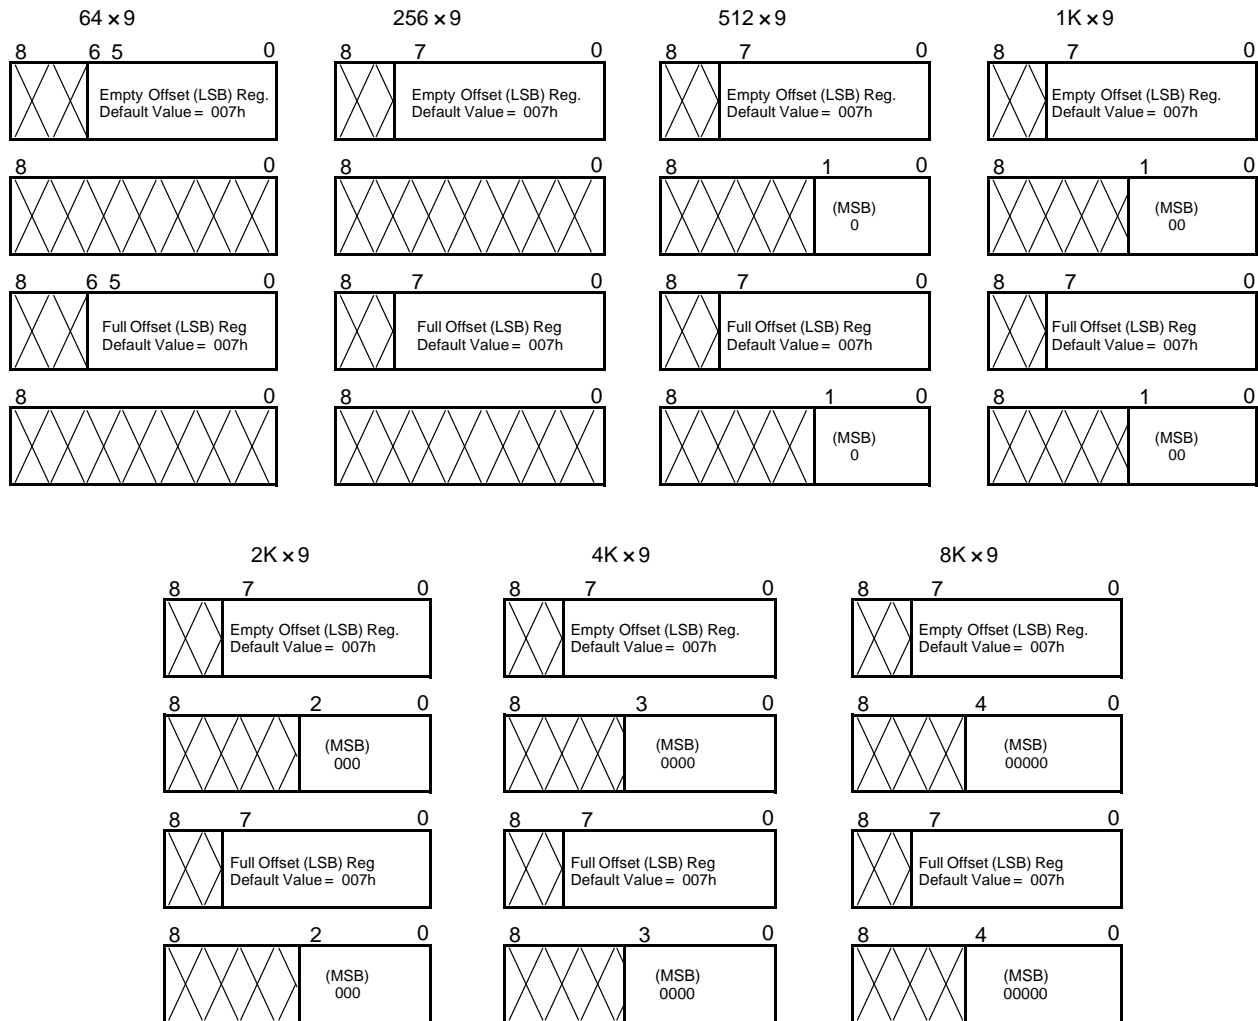 64 × 9
256 × 9
512 × 9
1K × 9
8 6 5 0
8 7 0
8 7 0
8 7 0
Empty Offset (LSB) Reg.
Default Value = 007h
Empty Offset (LSB) Reg.
Default Value = 007h
Empty Offset (LSB) Reg.
Default Value = 007h
Empty Offset (LSB) Reg.
Default Value = 007h
8 0
8 0
8 1 0
8 1 0
(MSB)
0
(MSB)
00
8 6 5 0
8 7 0
8 7 0
8 7 0
Full Offset (LSB) Reg
Default Value = 007h
Full Offset (LSB) Reg
Default Value = 007h
Full Offset (LSB) Reg
Default Value = 007h
Full Offset (LSB) Reg
Default Value = 007h
8 0
8 0
8 1 0
8 1 0
(MSB)
0
(MSB)
00
2K × 9
4K × 9
8K × 9
8 7 0
8 7 0
8 7 0
Empty Offset (LSB) Reg.
Default Value = 007h
Empty Offset (LSB) Reg.
Default Value = 007h
Empty Offset (LSB) Reg.
Default Value = 007h
8 2 0
8 3 0
8 4 0
(MSB)
000
(MSB)
0000
(MSB)
00000
8 7 0
8 7 0
8 7 0
Full Offset (LSB) Reg
Default Value = 007h
Full Offset (LSB) Reg
Default Value = 007h
Full Offset (LSB) Reg
Default Value = 007h
8 2 0
8 3 0
8 4 0
(MSB)
000
(MSB)
0000
(MSB)
00000